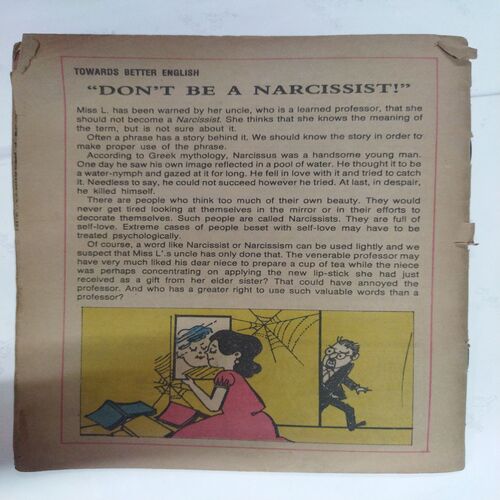 TOWARDS BETTER ENGLISH
"DON'T BE A NARCISSIST!"
Miss L. has been warned by her uncle, who is a learned professor, that she
should not become a Narcissist. She thinks that she knows the meaning of
the term, but is not sure about it.
Often a phrase has a story behind it. We should know the story in order to
make proper use of the phrase.
According to Greek mythology, Narcissus was a handsome young man.
One day he saw his own image reflected in a pool of water. He thought it to be
a water-nymph and gazed at it for long. He fell in love with it and tried to catch
it. Needless to say, he could not succeed however he tried. At last, in despair,
he killed himself.
There are people who think too much of their own beauty. They would
never get tired looking at themselves in the mirror or in their efforts to
decorate themselves. Such people are called Narcissists. They are full of
self-love. Extreme cases of people beset with self-love may have to be
treated psychologically.
Of course, a word like Narcissist or Narcissism can be used lightly and we
suspect that Miss L's uncle has only done that. The venerable professor may
have very much liked his dear niece to prepare a cup of tea while the niece
was perhaps concentrating on applying the new lip-stick she had just
received as a gift from her elder sister? That could have annoyed the
professor. And who has a greater right to use such valuable words than a
professor?